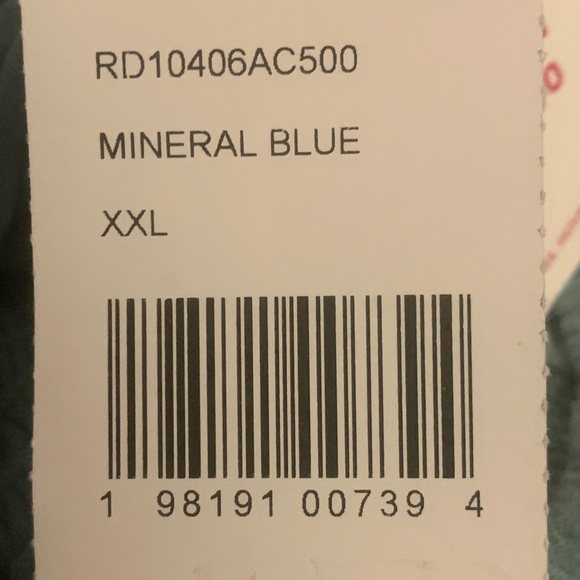 RD10406AC500
MINERAL BLUE
XXL
1 98191 00739 4